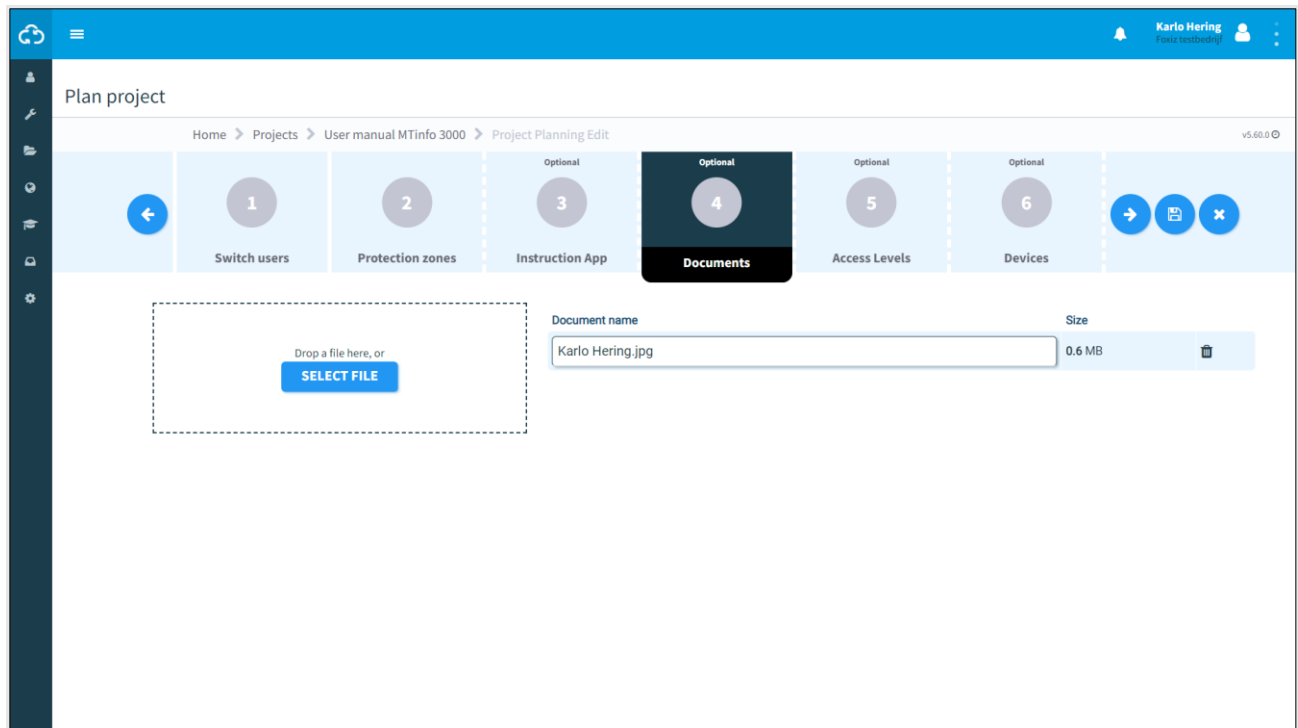 Karlo Hering
Foxiz testbedrijf
Plan project
Home Projects User manual MTinfo 3000 Project Planning Edit
v5.60.0
Optional Optional Optional Optional
1 2 3 4 5 6
Switch users Protection zones Instruction App Documents Access Levels Devices
Drop a file here, or
SELECT FILE
Document name Size
Karlo Hering.jpg 0.6 MB